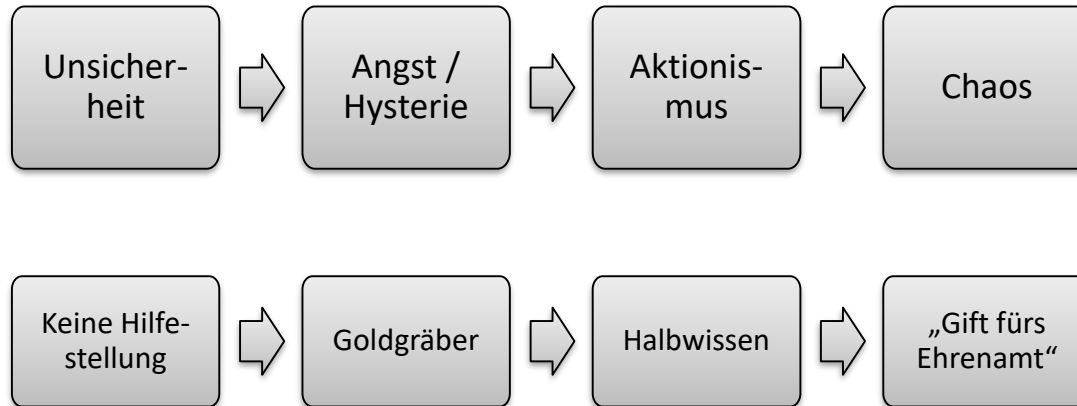 Unsicher-
heit
Angst /
Hysterie
Aktionis-
mus
Chaos
Keine Hilfe-
stellung
Goldgräber
Halbwissen
„Gift fürs
Ehrenamt“